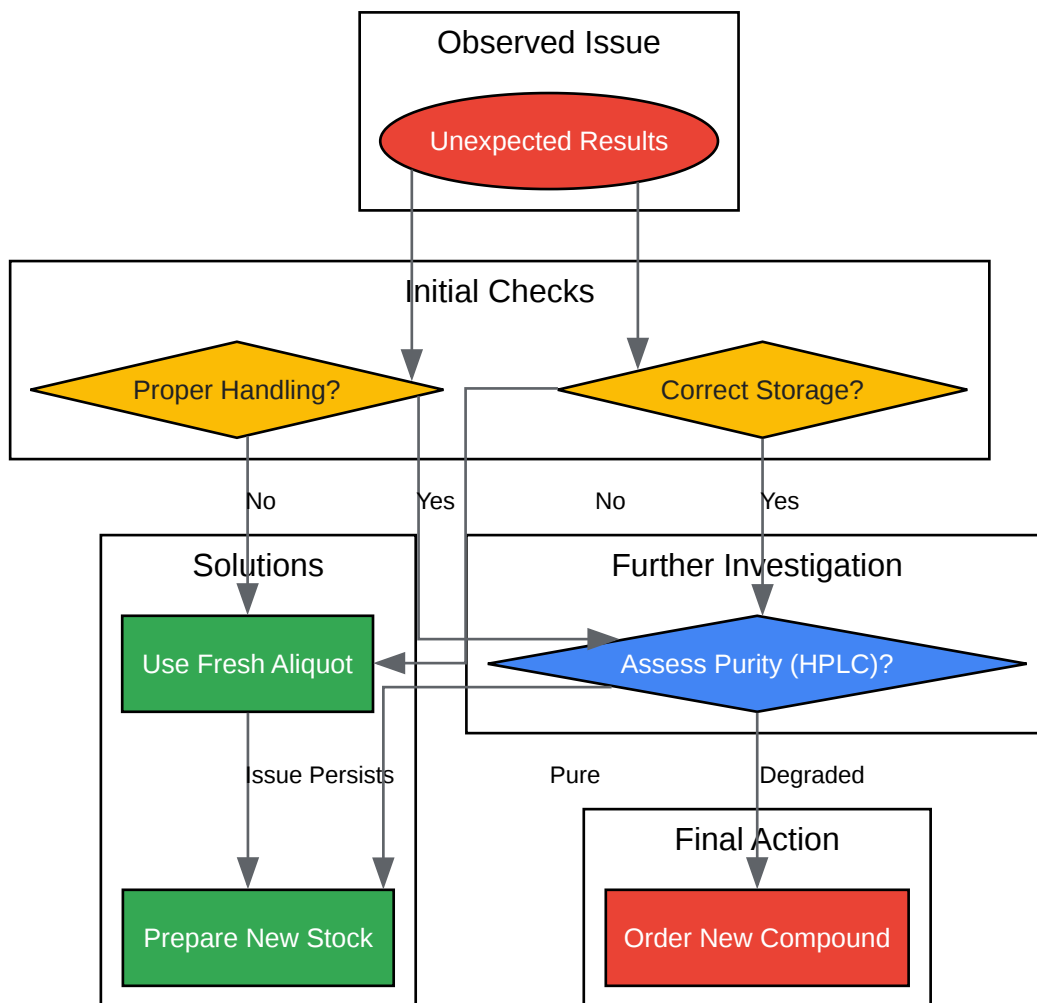 Observed Issue
Unexpected Results
Initial Checks
Proper Handling?
Correct Storage?
No
Yes
No
Yes
Solutions
Further Investigation
Use Fresh Aliquot
Assess Purity (HPLC)?
Issue Persists
Pure
Degraded
Final Action
Prepare New Stock
Order New Compound